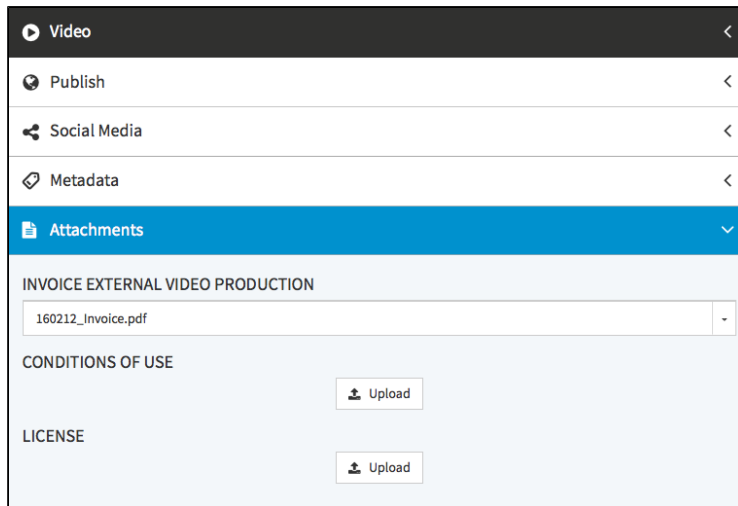 Video
Publish
Social Media
Metadata
Attachments
INVOICE EXTERNAL VIDEO PRODUCTION
160212_Invoice.pdf
CONDITIONS OF USE
Upload
LICENSE
Upload